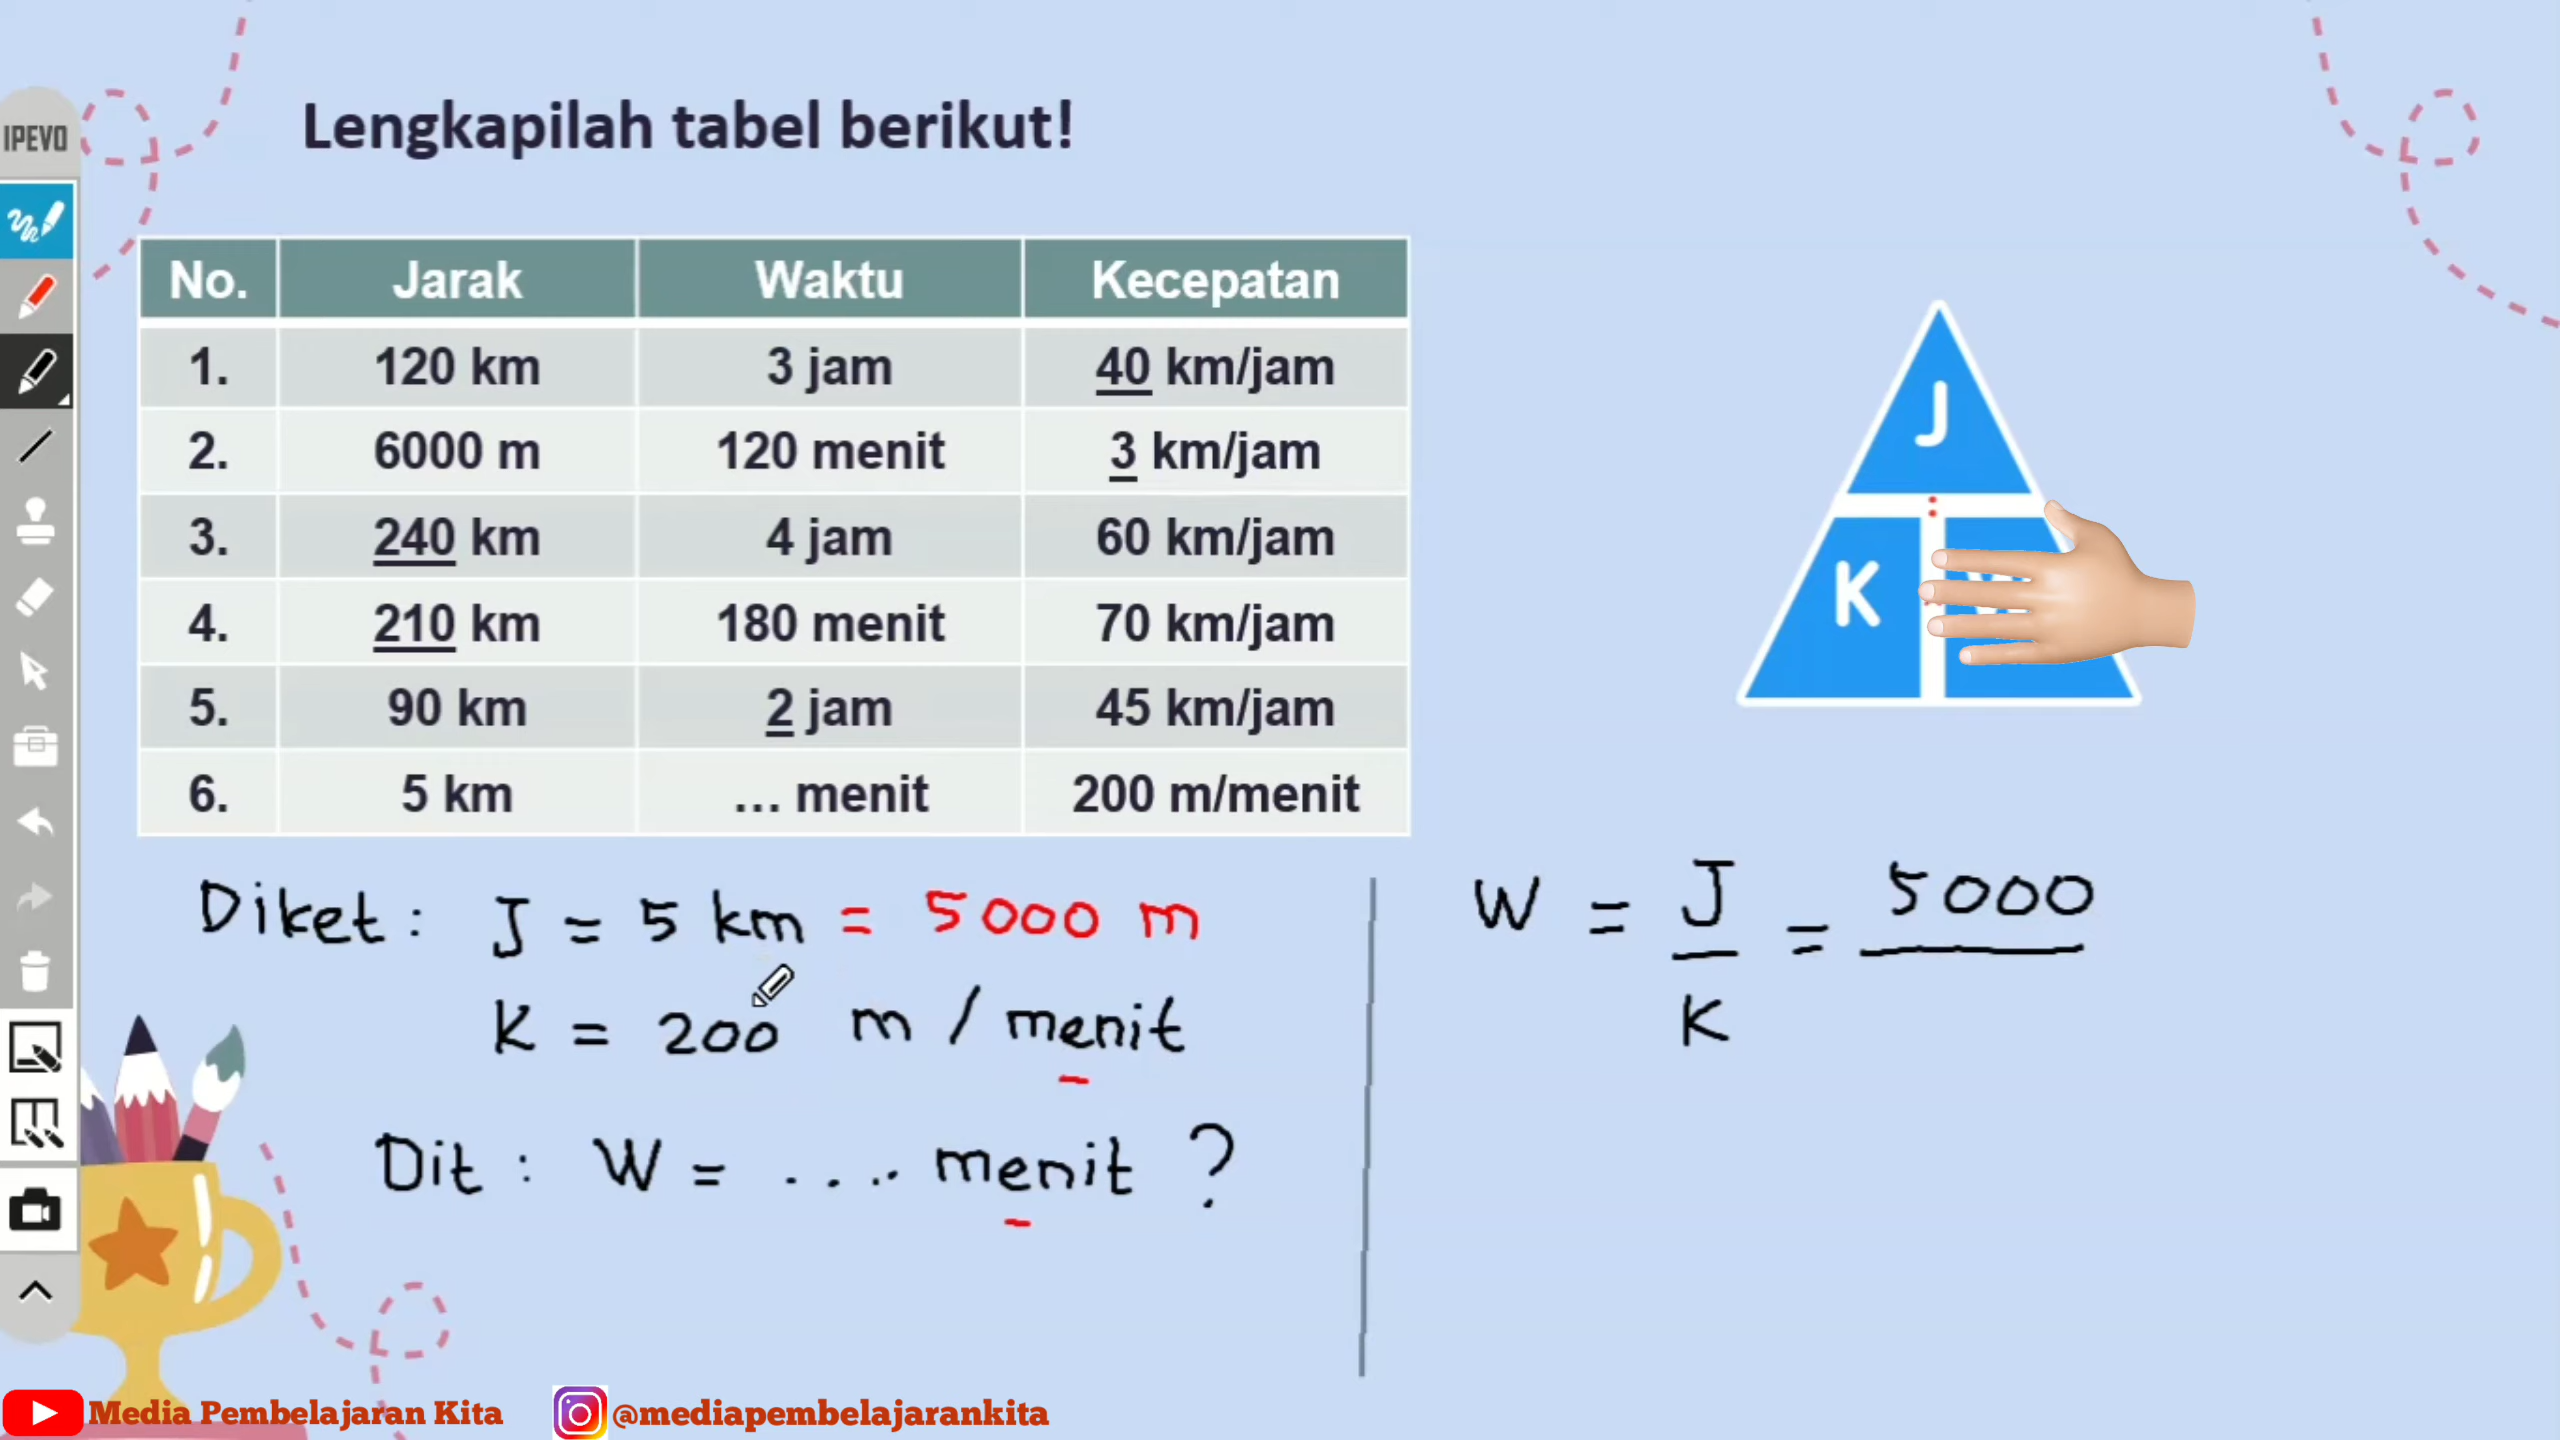 IPEVO
Lengkapilah tabel berikut!
No. Jarak Waktu Kecepatan
1. 120 km 3 jam 40 km/jam
2. 6000 m 120 menit 3 km/jam
3. 240 km 4 jam 60 km/jam
4. 210 km 180 menit 70 km/jam
5. 90 km 2 jam 45 km/jam
6. 5 km ... menit 200 m/menit
J
K
Diket : J = 5 km = 5000 m
K = 200 m / menit
Dit : W = .... menit ?
W = J/K = 5000
Media Pembelajaran Kita
@mediapembelajarankita